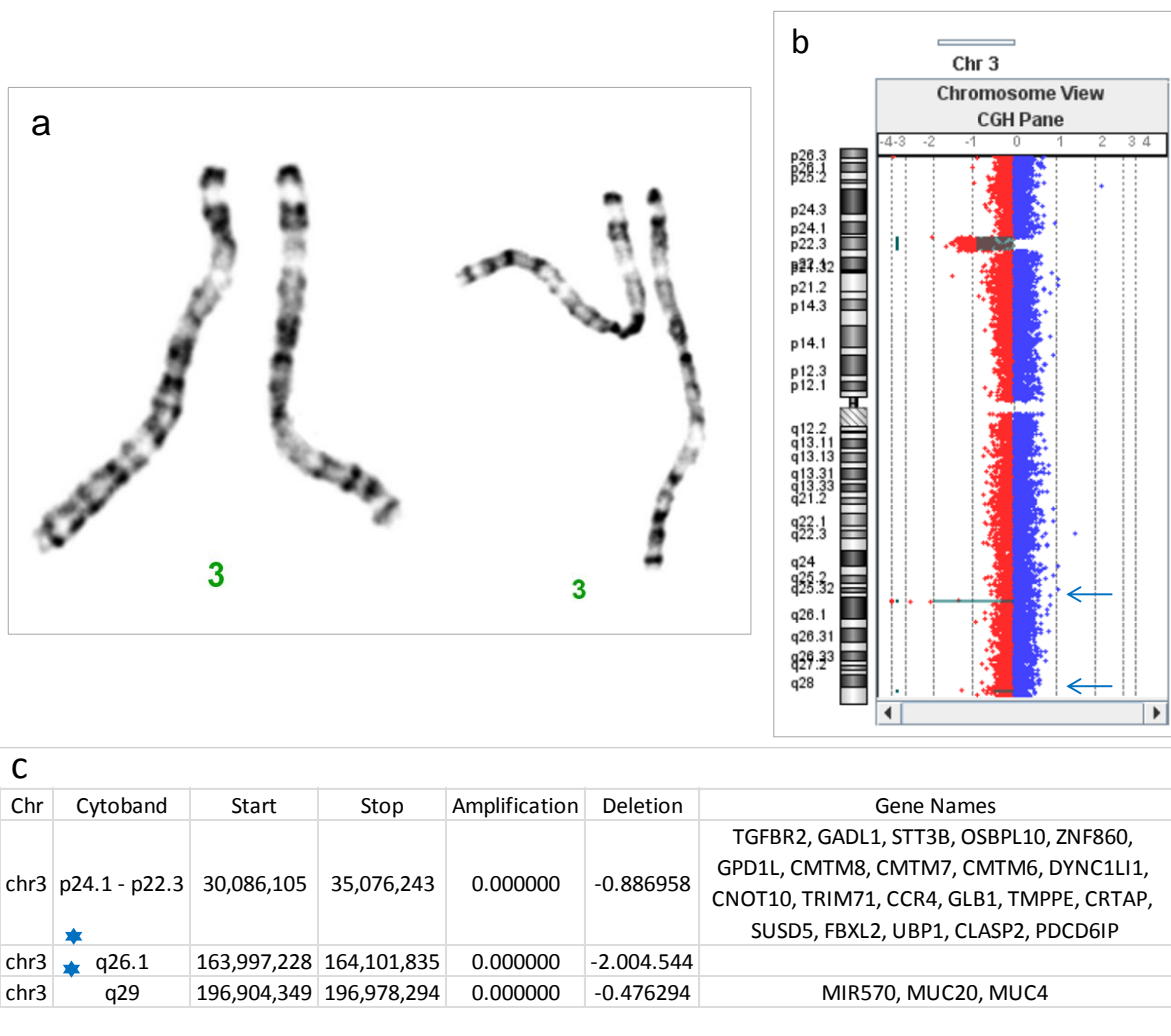 a
3
3
b
Chr 3
Chromosome View
CGH Pane
-4 -3 -2 -1 0 1 2 3 4
p26.3
p26.1
p25.2
p24.3
p24.1
p22.3
p21.2
p14.3
p14.1
p12.3
p12.1
q12.2
q13.11
q13.13
q13.31
q13.33
q21.2
q22.1
q22.3
q24
q25.2
q25.32
q26.1
q26.31
q26.33
q27.2
q28
C
Chr Cytoband Start Stop Amplification Deletion Gene Names
chr3 p24.1 - p22.3 30,086,105 35,076,243 0.000000 -0.886958 TGFBR2, GADL1, STT3B, OSBPL10, ZNF860,
GPD1L, CMTM8, CMTM7, CMTM6, DYNC1LI1,
CNOT10, TRIM71, CCR4, GLB1, TMPPE, CRTAP,
SUSD5, FBXL2, UBP1, CLASP2, PDCD6IP
chr3 q26.1 163,997,228 164,101,835 0.000000 -2.004.544
chr3 q29 196,904,349 196,978,294 0.000000 -0.476294 MIR570, MUC20, MUC4